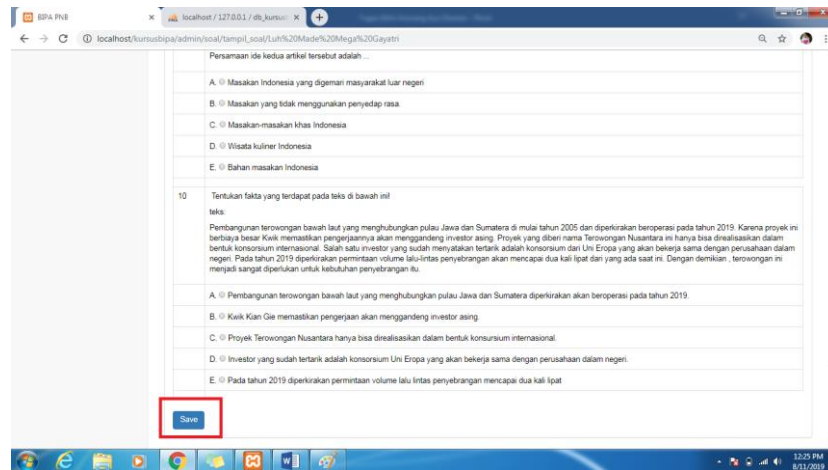 BIPA PNB
localhost / 127.0.0.1 / db_kursus
localhost/kursusbipa/admin/soal/tampil_soal/Luh%20Made%20Mega%20Gayatri
Persamaan ide kedua artikel tersebut adalah ...
A. Masakan Indonesia yang digemari masyarakat luar negeri
B. Masakan yang tidak menggunakan penyedap rasa.
C. Masakan-masakan khas Indonesia
D. Wisata kuliner Indonesia
E. Bahan masakan Indonesia
10 Tentukan fakta yang terdapat pada teks di bawah ini!
teks:
Pembangunan terowongan bawah laut yang menghubungkan pulau Jawa dan Sumatera di mulai tahun 2005 dan diperkirakan beroperasi pada tahun 2019. Karena proyek ini
berbiaya besar Kwik memastikan pengerjaannya akan menggandeng investor asing. Proyek yang diberi nama Terowongan Nusantara ini hanya bisa direalisasikan dalam
bentuk konsorsium internasional. Salah satu investor yang sudah menyatakan tertarik adalah konsorsium dari Uni Eropa yang akan bekerja sama dengan perusahaan dalam
negeri. Pada tahun 2019 diperkirakan permintaan volume lalu-lintas penyebrangan akan mencapai dua kali lipat dari yang ada saat ini. Dengan demikian , terowongan ini
menjadi sangat diperlukan untuk kebutuhan penyebrangan itu.
A. Pembangunan terowongan bawah laut yang menghubungkan pulau Jawa dan Sumatera diperkirakan akan beroperasi pada tahun 2019.
B. Kwik Kian Gie memastikan pengerjaan akan menggandeng investor asing.
C. Proyek Terowongan Nusantara hanya bisa direalisasikan dalam bentuk konsursium internasional.
D. Investor yang sudah tertarik adalah konsorsium Uni Eropa yang akan bekerja sama dengan perusahaan dalam negeri.
E. Pada tahun 2019 diperkirakan permintaan volume lalu lintas penyebrangan mencapai dua kali lipat
Save
12:25 PM
8/11/2019